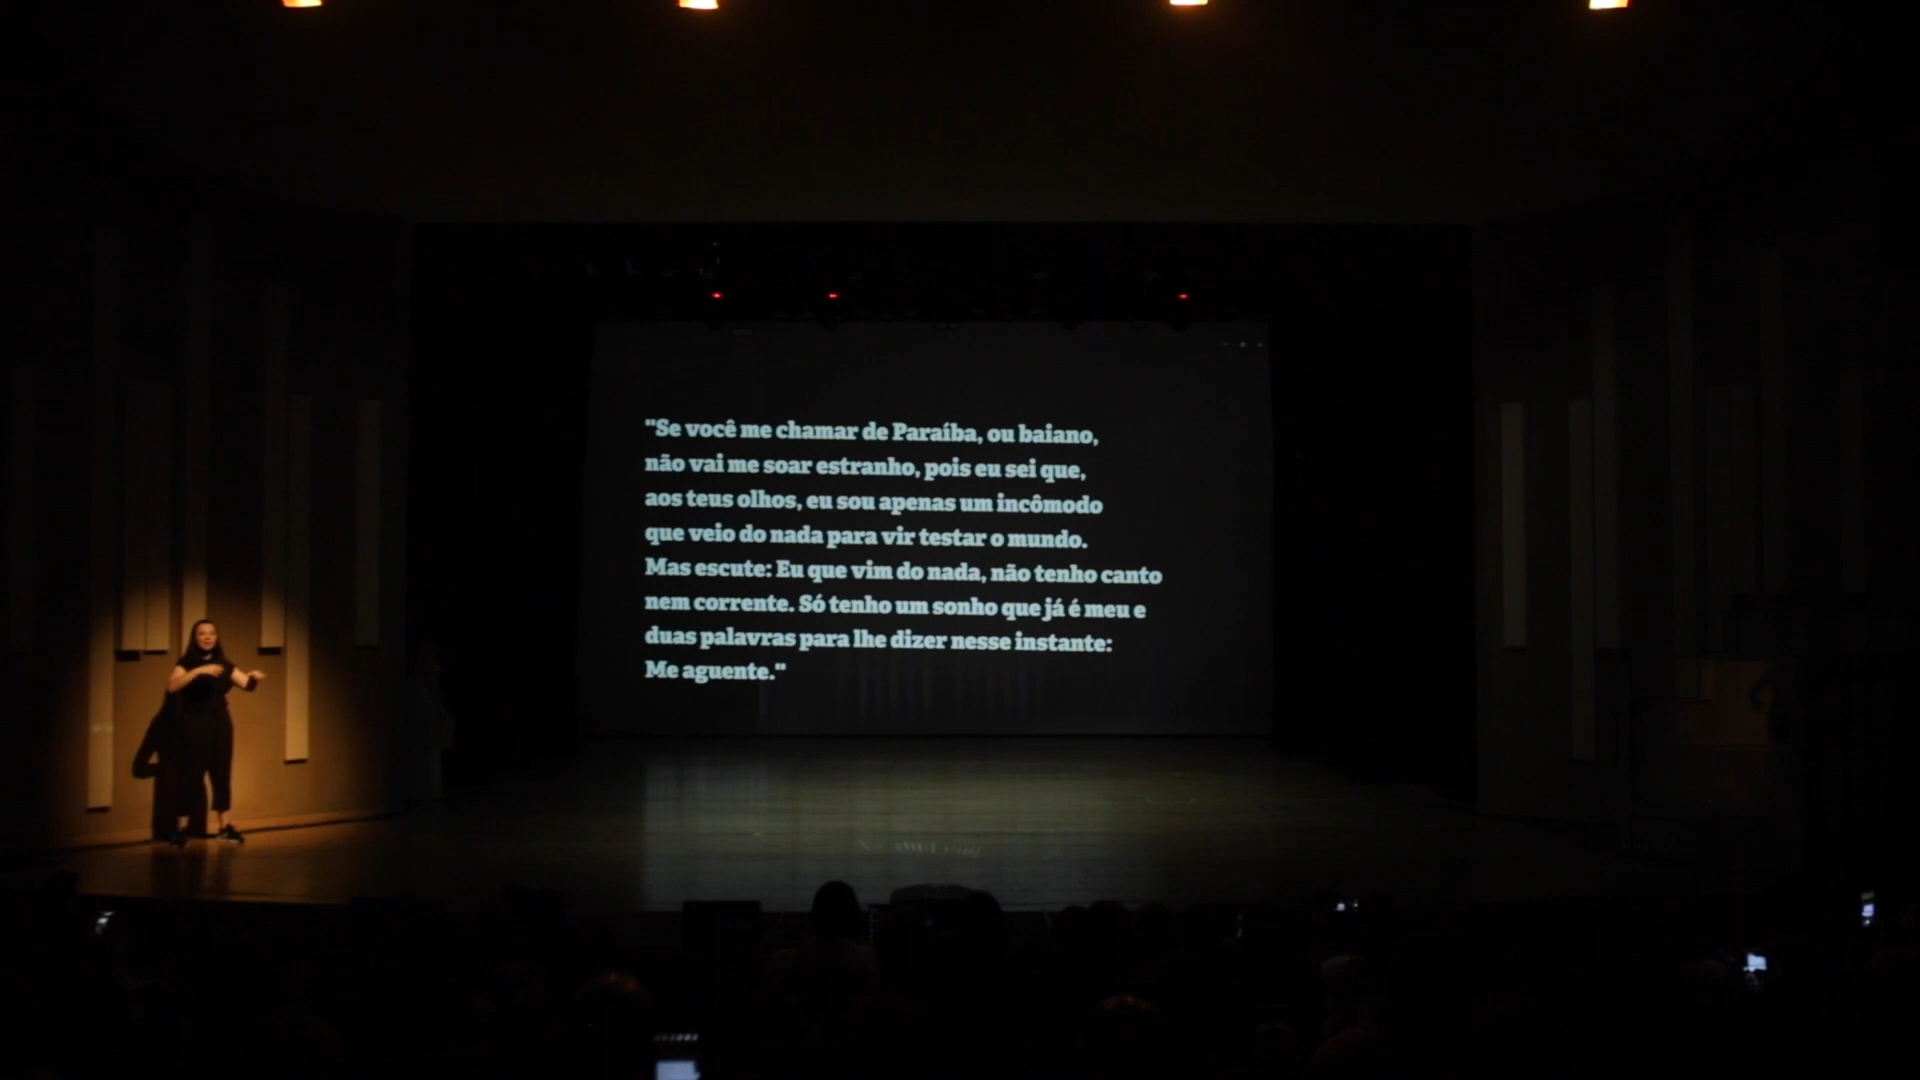 "Se você me chamar de Paraíba, ou baiano,
não vai me soar estranho, pois eu sei que,
aos teus olhos, eu sou apenas um incômodo
que veio do nada para vir testar o mundo.
Mas escute: Eu que vim do nada, não tenho canto
nem corrente. Só tenho um sonho que já é meu e
duas palavras para lhe dizer nesse instante:
Me aguente."